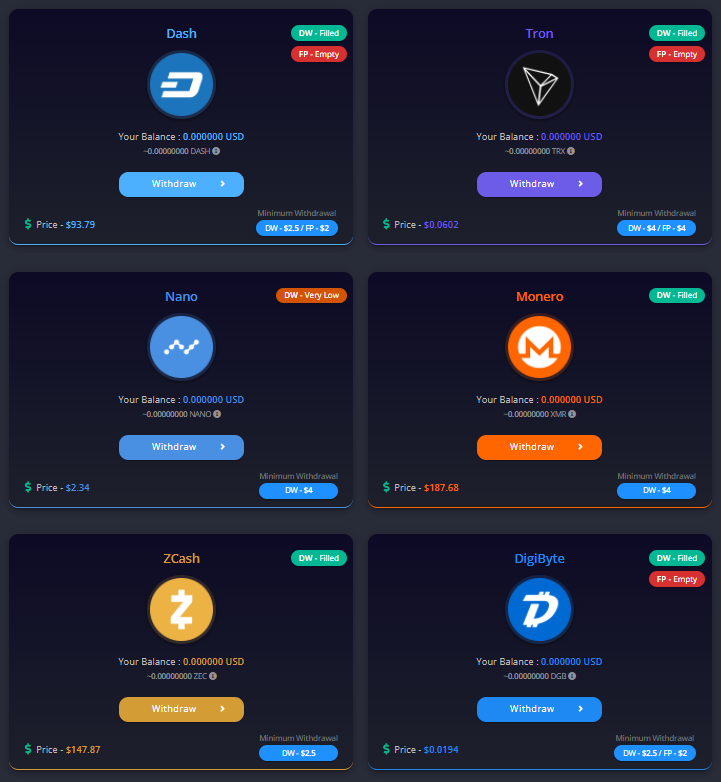 Dash
DW - Filled
FP - Empty
Your Balance : 0.000000 USD
~0.00000000 DASH
Withdraw
$ Price - $93.79
Minimum Withdrawal
DW - $2.5 / FP - $2
Tron
DW - Filled
FP - Empty
Your Balance : 0.000000 USD
~0.00000000 TRX
Withdraw
$ Price - $0.0602
Minimum Withdrawal
DW - $4 / FP - $4
Nano
DW - Very Low
Your Balance : 0.000000 USD
~0.00000000 NANO
Withdraw
$ Price - $2.34
Minimum Withdrawal
DW - $4
Monero
DW - Filled
Your Balance : 0.000000 USD
~0.00000000 XMR
Withdraw
$ Price - $187.68
Minimum Withdrawal
DW - $4
ZCash
DW - Filled
Your Balance : 0.000000 USD
~0.00000000 ZEC
Withdraw
$ Price - $147.87
Minimum Withdrawal
DW - $2.5
DigiByte
DW - Filled
FP - Empty
Your Balance : 0.000000 USD
~0.00000000 DGB
Withdraw
$ Price - $0.0194
Minimum Withdrawal
DW - $2.5 / FP - $2